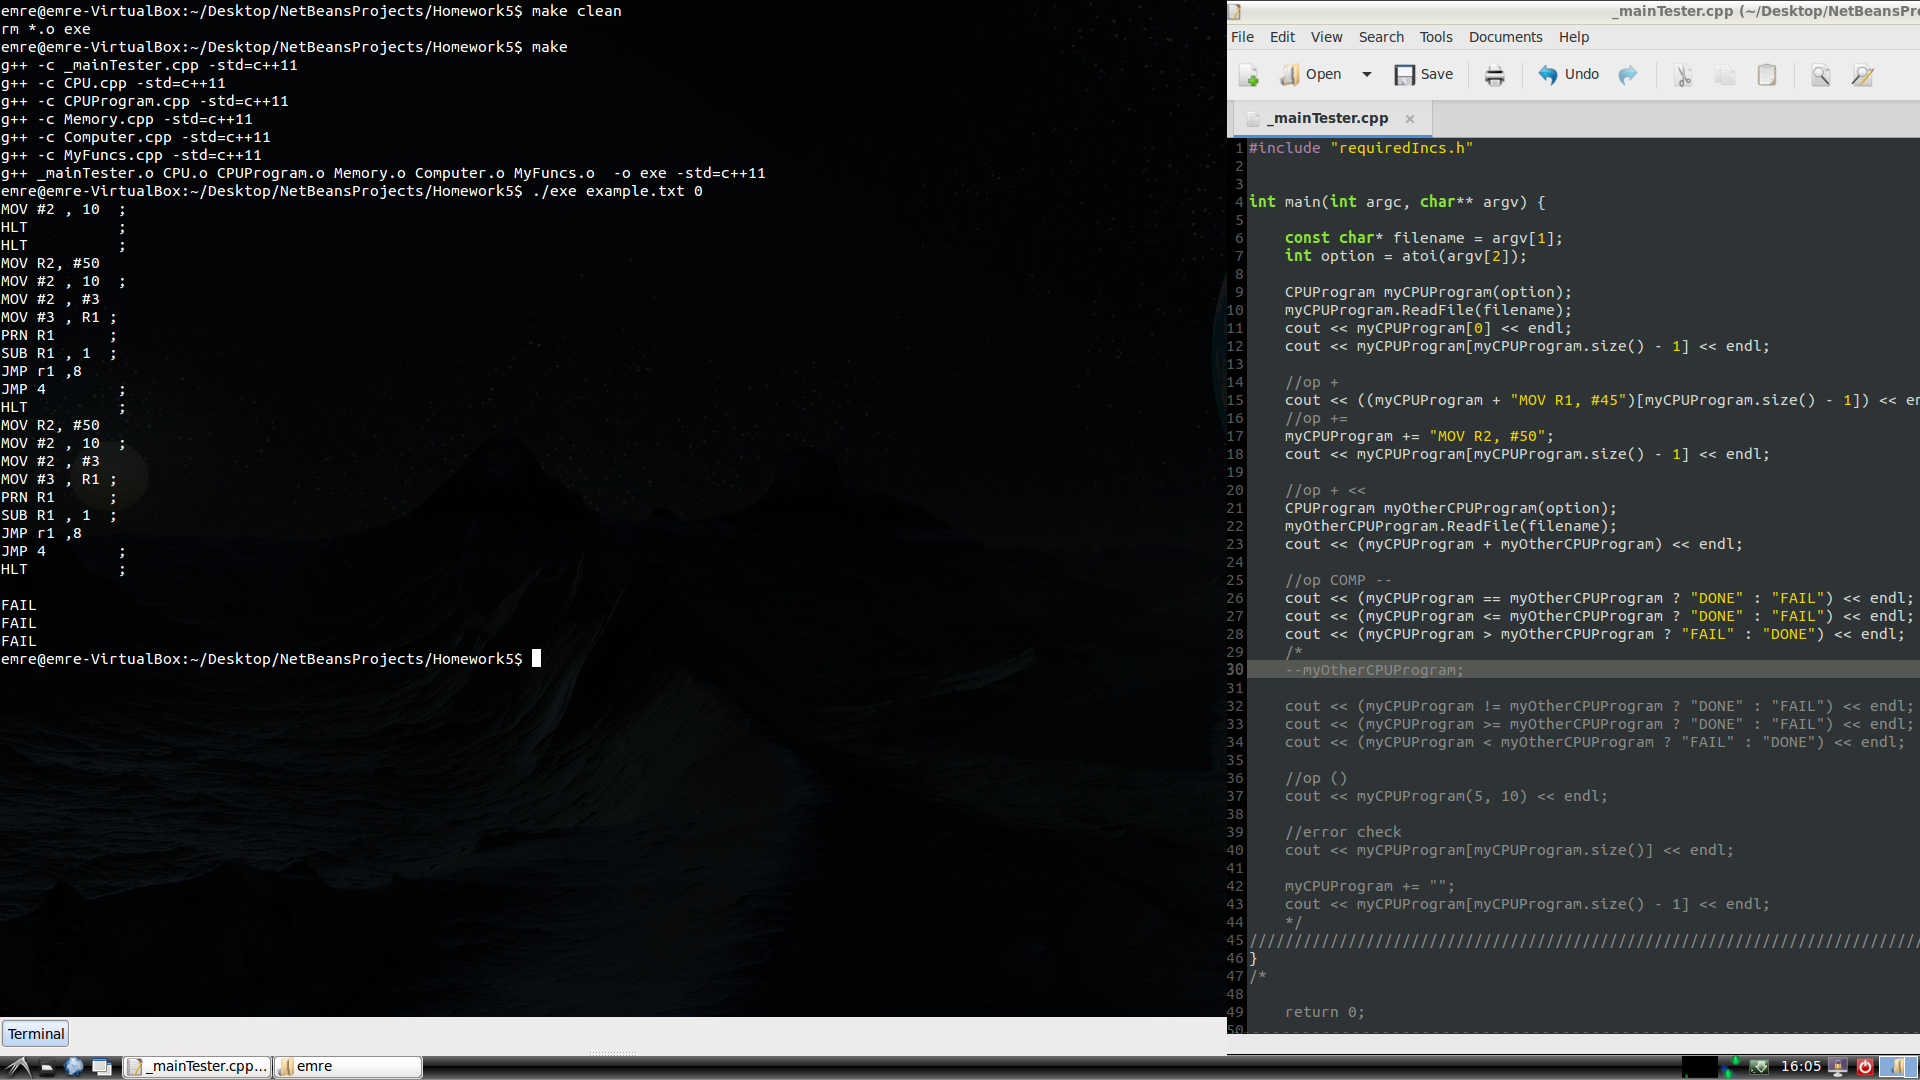 emre@emre-VirtualBox:~/Desktop/NetBeansProjects/Homework5$ make clean
rm *.o exe
emre@emre-VirtualBox:~/Desktop/NetBeansProjects/Homework5$ make
g++ -c _mainTester.cpp -std=c++11
g++ -c CPU.cpp -std=c++11
g++ -c CPUProgram.cpp -std=c++11
g++ -c Memory.cpp -std=c++11
g++ -c Computer.cpp -std=c++11
g++ -c MyFuncs.cpp -std=c++11
g++ _mainTester.o CPU.o CPUProgram.o Memory.o Computer.o MyFuncs.o  -o exe -std=c++11
emre@emre-VirtualBox:~/Desktop/NetBeansProjects/Homework5$ ./exe example.txt 0
MOV #2 , 10  ;
HLT          ;
HLT          ;
MOV R2, #50
MOV #2 , 10  ;
MOV #2 , #3
MOV #3 , R1 ;
PRN R1      ;
SUB R1 , 1  ;
JMP r1 ,8
JMP 4        ;
HLT          ;
MOV R2, #50
MOV #2 , 10  ;
MOV #2 , #3
MOV #3 , R1 ;
PRN R1      ;
SUB R1 , 1  ;
JMP r1 ,8
JMP 4        ;
HLT          ;
FAIL
FAIL
FAIL
emre@emre-VirtualBox:~/Desktop/NetBeansProjects/Homework5$
Terminal
_mainTester.cpp (~/Desktop/NetBeansPr
File Edit View Search Tools Documents Help
Open Save Undo
_mainTester.cpp
1 #include "requiredIncs.h"
2
3
4 int main(int argc, char** argv) {
5
6     const char* filename = argv[1];
7     int option = atoi(argv[2]);
8
9     CPUProgram myCPUProgram(option);
10     myCPUProgram.ReadFile(filename);
11     cout << myCPUProgram[0] << endl;
12     cout << myCPUProgram[myCPUProgram.size() - 1] << endl;
13
14     //op +
15     cout << ((myCPUProgram + "MOV R1, #45")[myCPUProgram.size() - 1]) << en
16     //op +=
17     myCPUProgram += "MOV R2, #50";
18     cout << myCPUProgram[myCPUProgram.size() - 1] << endl;
19
20     //op + <<
21     CPUProgram myOtherCPUProgram(option);
22     myOtherCPUProgram.ReadFile(filename);
23     cout << (myCPUProgram + myOtherCPUProgram) << endl;
24
25     //op COMP --
26     cout << (myCPUProgram == myOtherCPUProgram ? "DONE" : "FAIL") << endl;
27     cout << (myCPUProgram <= myOtherCPUProgram ? "DONE" : "FAIL") << endl;
28     cout << (myCPUProgram > myOtherCPUProgram ? "FAIL" : "DONE") << endl;
29     /*
30     --myOtherCPUProgram;
31
32     cout << (myCPUProgram != myOtherCPUProgram ? "DONE" : "FAIL") << endl;
33     cout << (myCPUProgram >= myOtherCPUProgram ? "DONE" : "FAIL") << endl;
34     cout << (myCPUProgram < myOtherCPUProgram ? "FAIL" : "DONE") << endl;
35
36     //op ()
37     cout << myCPUProgram(5, 10) << endl;
38
39     //error check
40     cout << myCPUProgram[myCPUProgram.size()] << endl;
41
42     myCPUProgram += "";
43     cout << myCPUProgram[myCPUProgram.size() - 1] << endl;
44     */
45 ///////////////////////////////////////////////////////////////////////////
46 }
47 /*
48
49     return 0;
50
_mainTester.cpp... emre 16:05